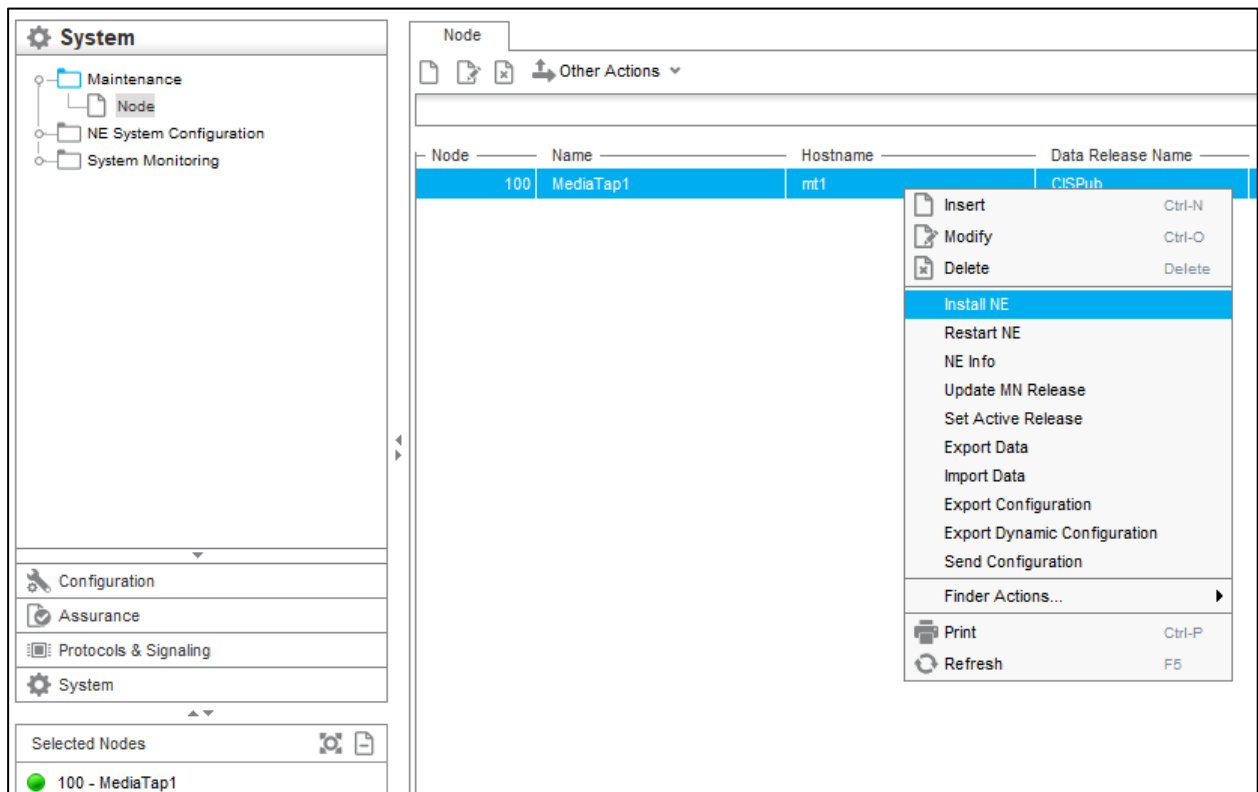 System
Maintenance
Node
NE System Configuration
System Monitoring
Configuration
Assurance
Protocols & Signaling
System
Selected Nodes
100 - MediaTap1
Node
Other Actions
Node Name Hostname Data Release Name
100 MediaTap1 mt1 CISPub
Insert Ctrl-N
Modify Ctrl-O
Delete Delete
Install NE
Restart NE
NE Info
Update MN Release
Set Active Release
Export Data
Import Data
Export Configuration
Export Dynamic Configuration
Send Configuration
Finder Actions...
Print Ctrl-P
Refresh F5